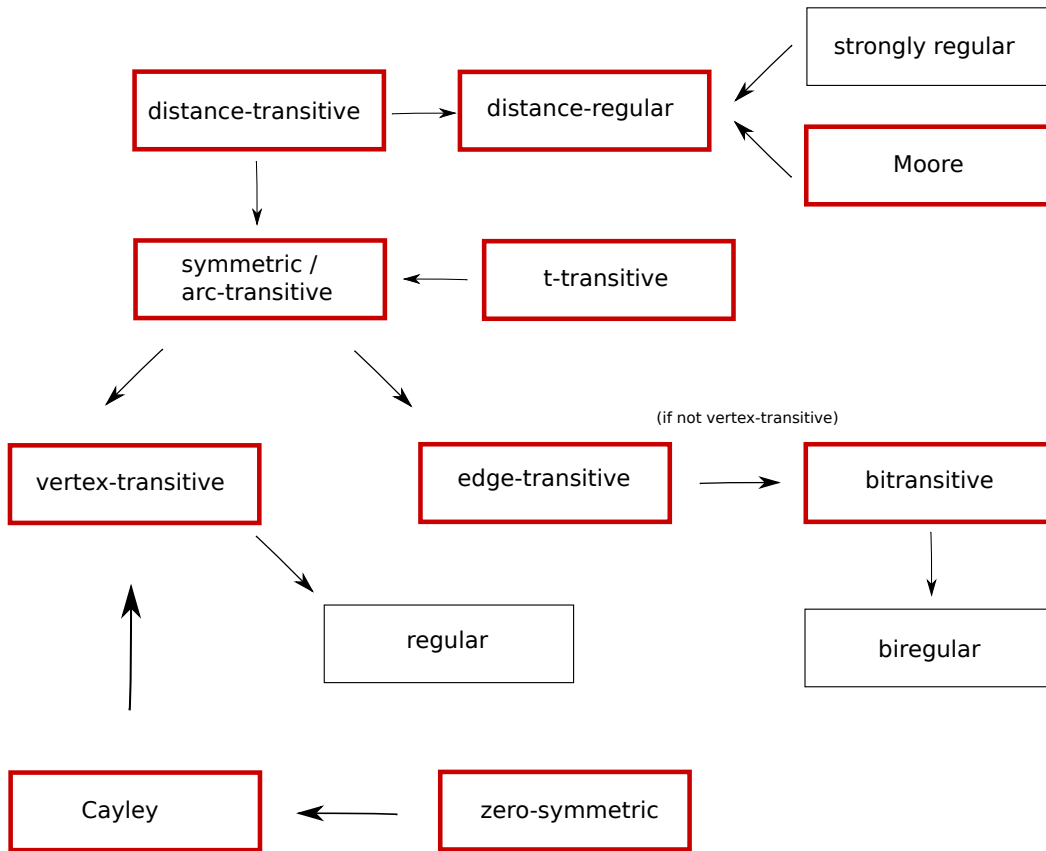 strongly regular
distance-transitive
distance-regular
Moore
symmetric /
arc-transitive
t-transitive
(if not vertex-transitive)
vertex-transitive
edge-transitive
bitransitive
regular
biregular
Cayley
zero-symmetric